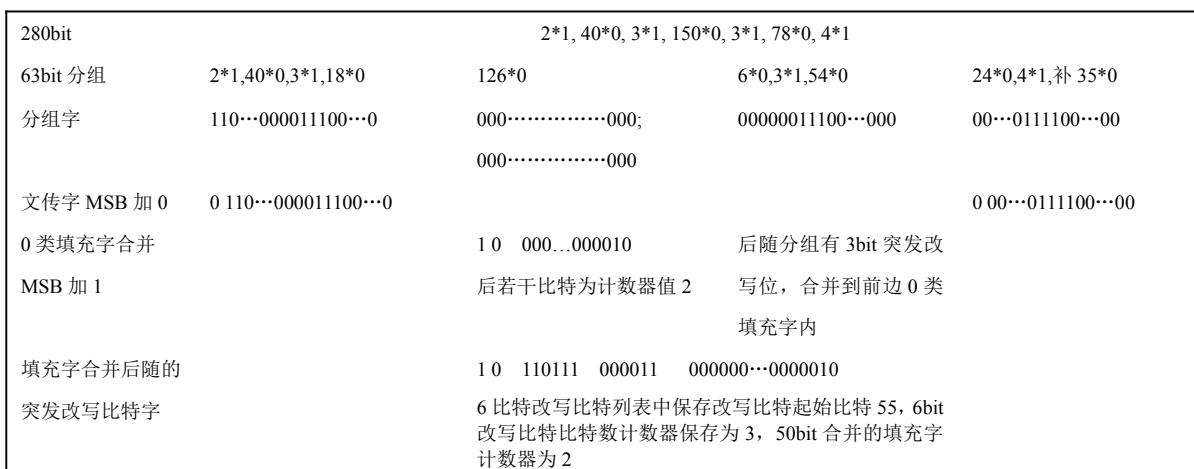 280bit 2*1, 40*0, 3*1, 150*0, 3*1, 78*0, 4*1
63bit 分组 2*1,40*0,3*1,18*0 126*0 6*0,3*1,54*0 24*0,4*1,补 35*0
分组字 110⋯000011100⋯0 000⋯⋯⋯⋯⋯000; 00000011100⋯000 00⋯0111100⋯00
000⋯⋯⋯⋯⋯000
文传字 MSB 加 0 0 110⋯000011100⋯0 0 00⋯0111100⋯00
0 类填充字合并 1 0 000…000010 后随分组有 3bit 突发改
MSB 加 1 后若干比特为计数器值 2 写位，合并到前边 0 类
填充字内
填充字合并后随的 1 0 110111 000011 000000⋯0000010
突发改写比特字 6 比特改写比特列表中保存改写比特起始比特 55，6bit
改写比特比特数计数器保存为 3，50bit 合并的填充字
计数器为 2